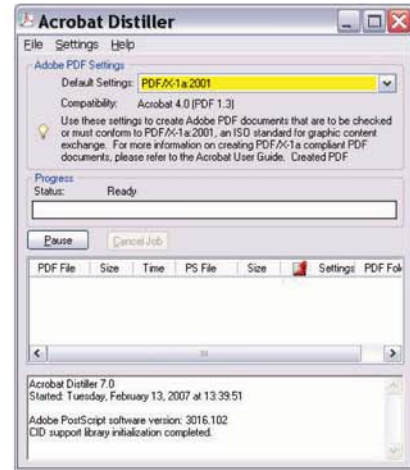 Acrobat Distiller
File Settings Help
Adobe PDF Settings
Default Settings: PDF/X-1a:2001
Compatibility: Acrobat 4.0 (PDF 1.3)
Use these settings to create Adobe PDF documents that are to be checked
or must conform to PDF/X-1a:2001, an ISO standard for graphic content
exchange. For more information on creating PDF/X-1a compliant PDF
documents, please refer to the Acrobat User Guide. Created PDF
Progress
Status: Ready
Pause Cancel Job
PDF File Size Time PS File Size Settings PDF Fol
Acrobat Distiller 7.0
Started: Tuesday, February 13, 2007 at 13:39:51
Adobe PostScript software version: 3016.102
CID support library initialization completed.